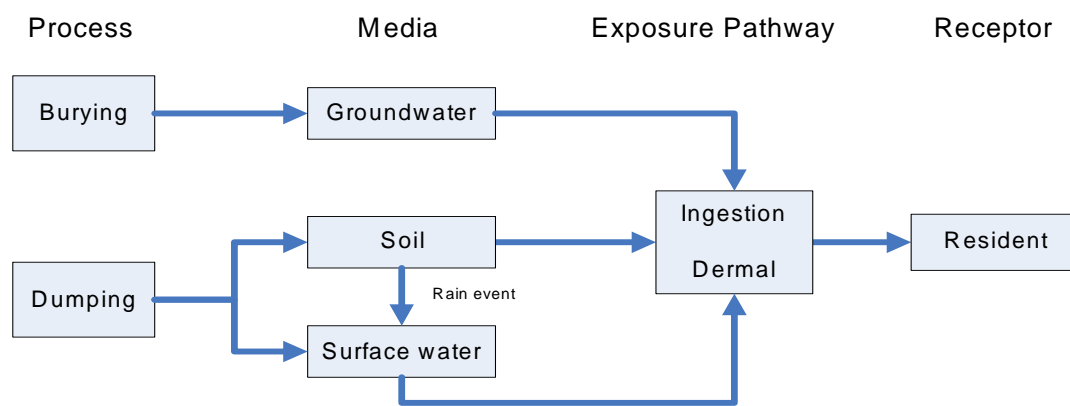 Process
Media
Exposure Pathway
Receptor
Burying
Groundwater
Ingestion
Dermal
Soil
Resident
Dumping
Rain event
Surface water